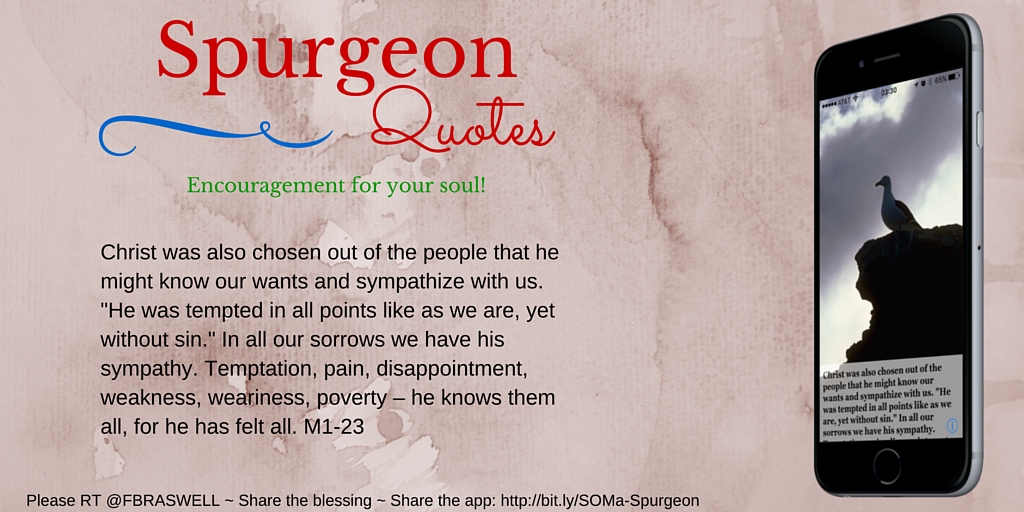 Spurgeon
Quotes
Encouragement for your soul!
Christ was also chosen out of the people that he
might know our wants and sympathize with us.
"He was tempted in all points like as we are, yet
without sin." In all our sorrows we have his
sympathy. Temptation, pain, disappointment,
weakness, weariness, poverty – he knows them
all, for he has felt all. M1-23
Please RT @FBRASWELL ~ Share the blessing ~ Share the app: http://bit.ly/SOMa-Spurgeon
AT&T 03:30 65%
Christ was also chosen out of the
people that he might know our
wants and sympathize with us. "He
was tempted in all points like as we
are, yet without sin." In all our
sorrows we have his sympathy.